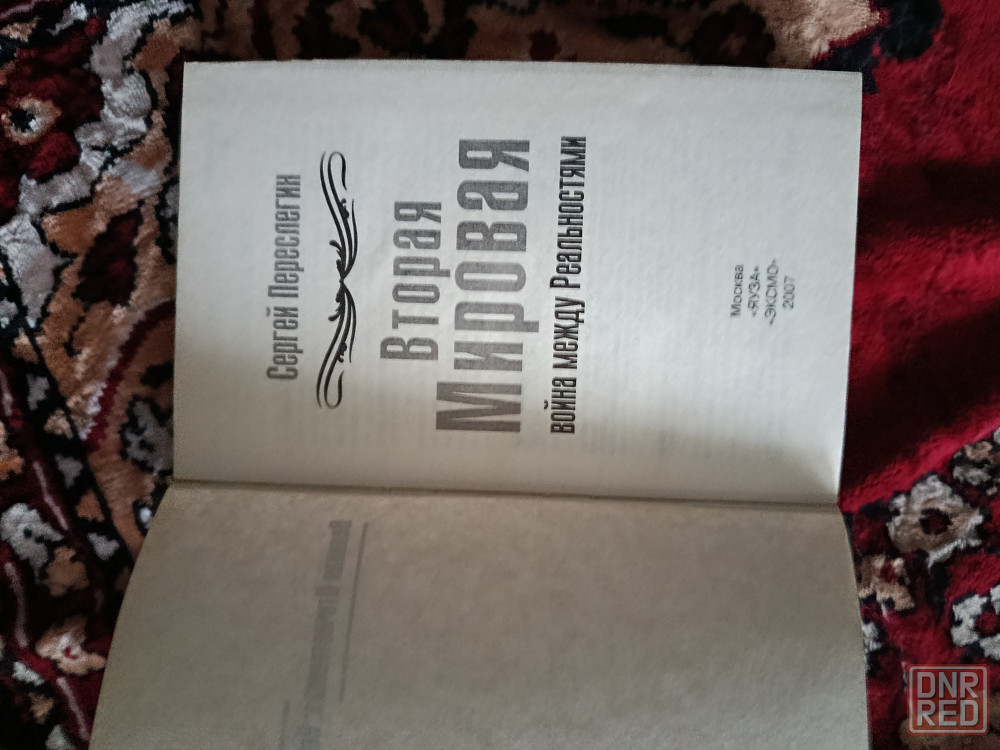 Сергей Переслегин
Вторая
Мировая
война между Реальностями
Москва
«ЯУЗА»
«ЭКСМО»
2007
DNR
RED